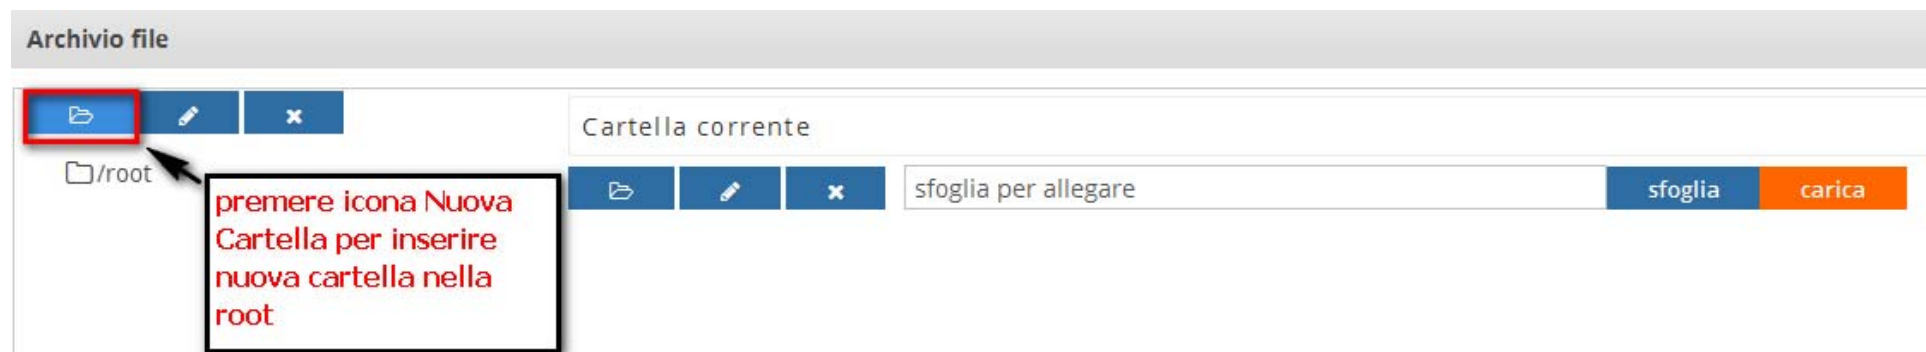 Archivio file
Cartella corrente
/root
sfoglia per allegare
sfoglia
carica
premere icona Nuova
Cartella per inserire
nuova cartella nella
root